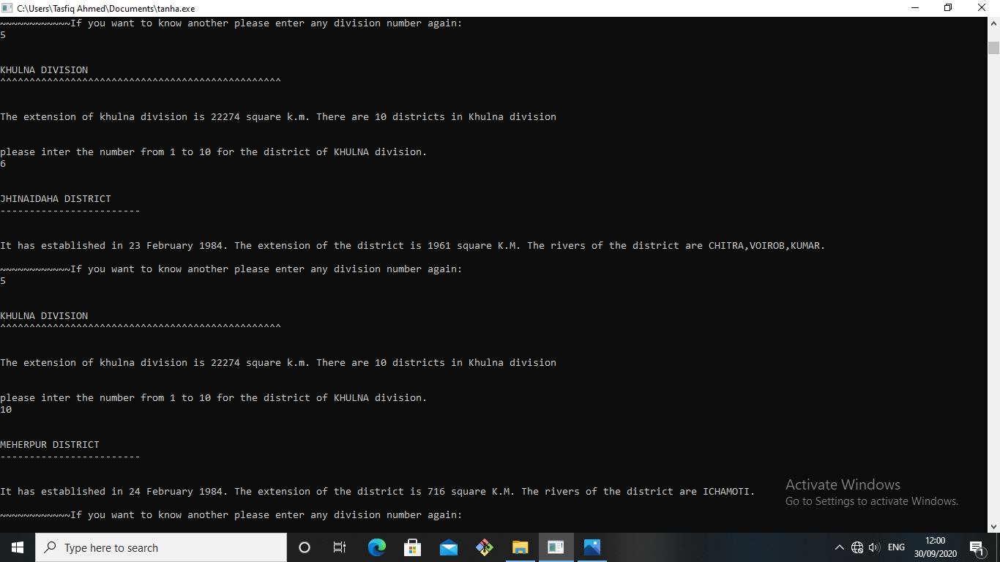 C:\Users\Tasfiq Ahmed\Documents\tanha.exe
~~~~~~~~~~~~If you want to know another please enter any division number again:
5
KHULNA DIVISION
^^^^^^^^^^^^^^^^^^^^^^^^^^^^^^^^^^^^^^^^^^^^^^^^
The extension of khulna division is 22274 square k.m. There are 10 districts in Khulna division
please inter the number from 1 to 10 for the district of KHULNA division.
6
JHINAIDAHA DISTRICT
------------------------
It has established in 23 February 1984. The extension of the district is 1961 square K.M. The rivers of the district are CHITRA,VOIROB,KUMAR.
~~~~~~~~~~~~If you want to know another please enter any division number again:
5
KHULNA DIVISION
^^^^^^^^^^^^^^^^^^^^^^^^^^^^^^^^^^^^^^^^^^^^^^^^
The extension of khulna division is 22274 square k.m. There are 10 districts in Khulna division
please inter the number from 1 to 10 for the district of KHULNA division.
10
MEHERPUR DISTRICT
------------------------
It has established in 24 February 1984. The extension of the district is 716 square K.M. The rivers of the district are ICHAMOTI.
~~~~~~~~~~~~If you want to know another please enter any division number again:
Activate Windows
Go to Settings to activate Windows.
Type here to search
ENG
12:00
30/09/2020
1